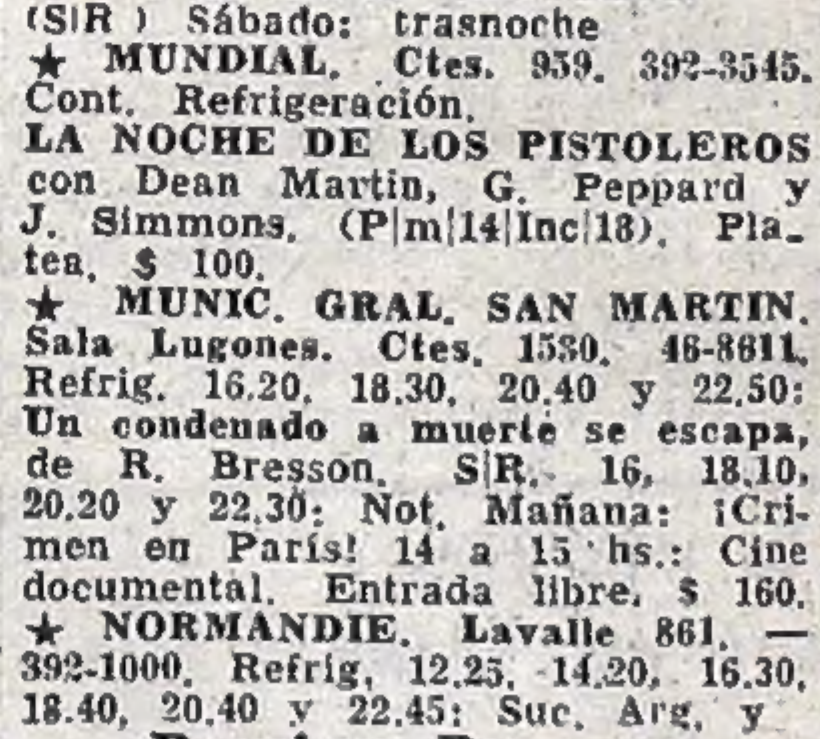 (S|R ) Sábado: trasnoche
★ MUNDIAL. Ctes. 959. 392-3545.
Cont. Refrigeración.
LA NOCHE DE LOS PISTOLEROS
con Dean Martin, G. Peppard y
J. Simmons. (P|m|14|Inc|18). Pla-
tea, $ 100.
★ MUNIC. GRAL. SAN MARTIN.
Sala Lugones. Ctes. 1530. 46-8611.
Refrig. 16.20, 18.30, 20.40 y 22.50:
Un condenado a muerte se escapa,
de R. Bresson. S|R. 16, 18.10,
20.20 y 22.30: Not. Mañana: ¡Cri-
men en París! 14 a 15 hs.: Cine
documental. Entrada libre. $ 160.
★ NORMANDIE. Lavalle 861. —
392-1000. Refrig. 12.25, 14.20, 16.30,
18.40, 20.40 y 22.45: Suc. Arg. y